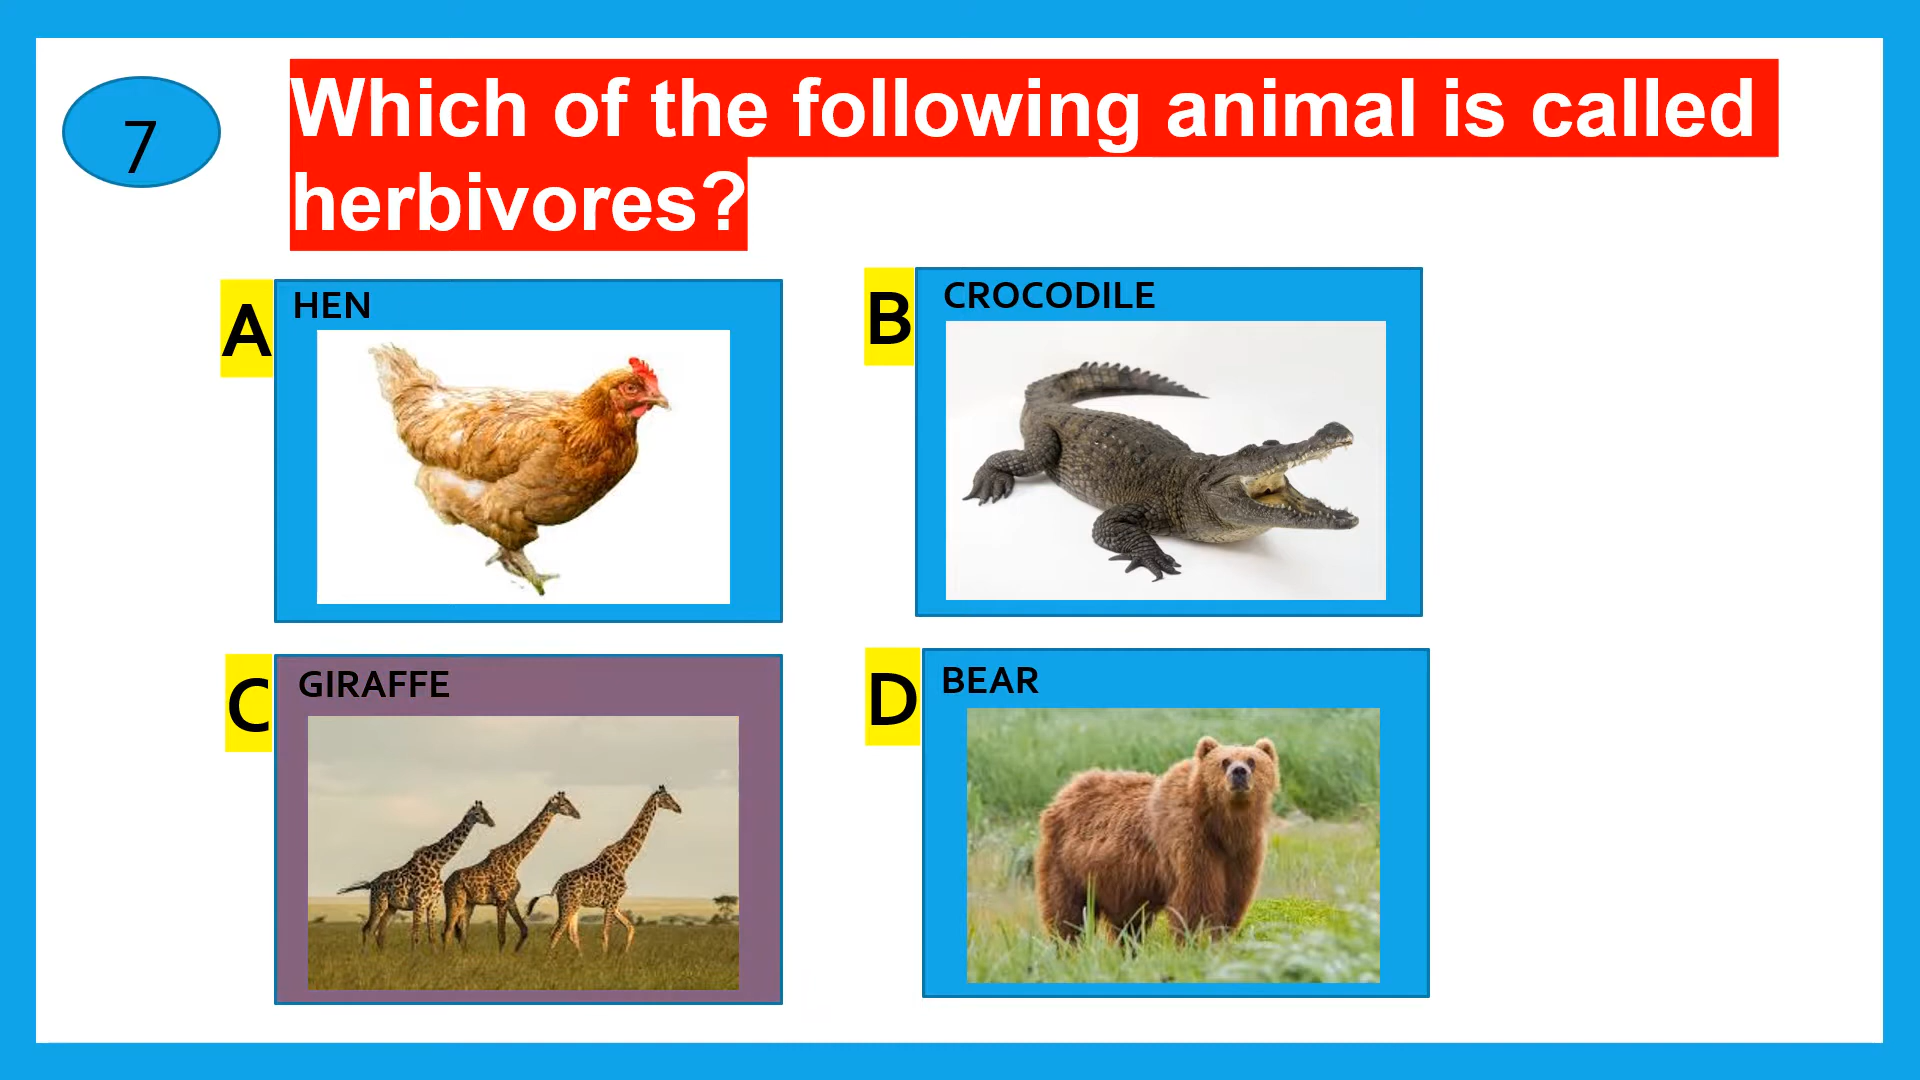 7
Which of the following animal is called
herbivores?
A
HEN
B
CROCODILE
C
GIRAFFE
D
BEAR